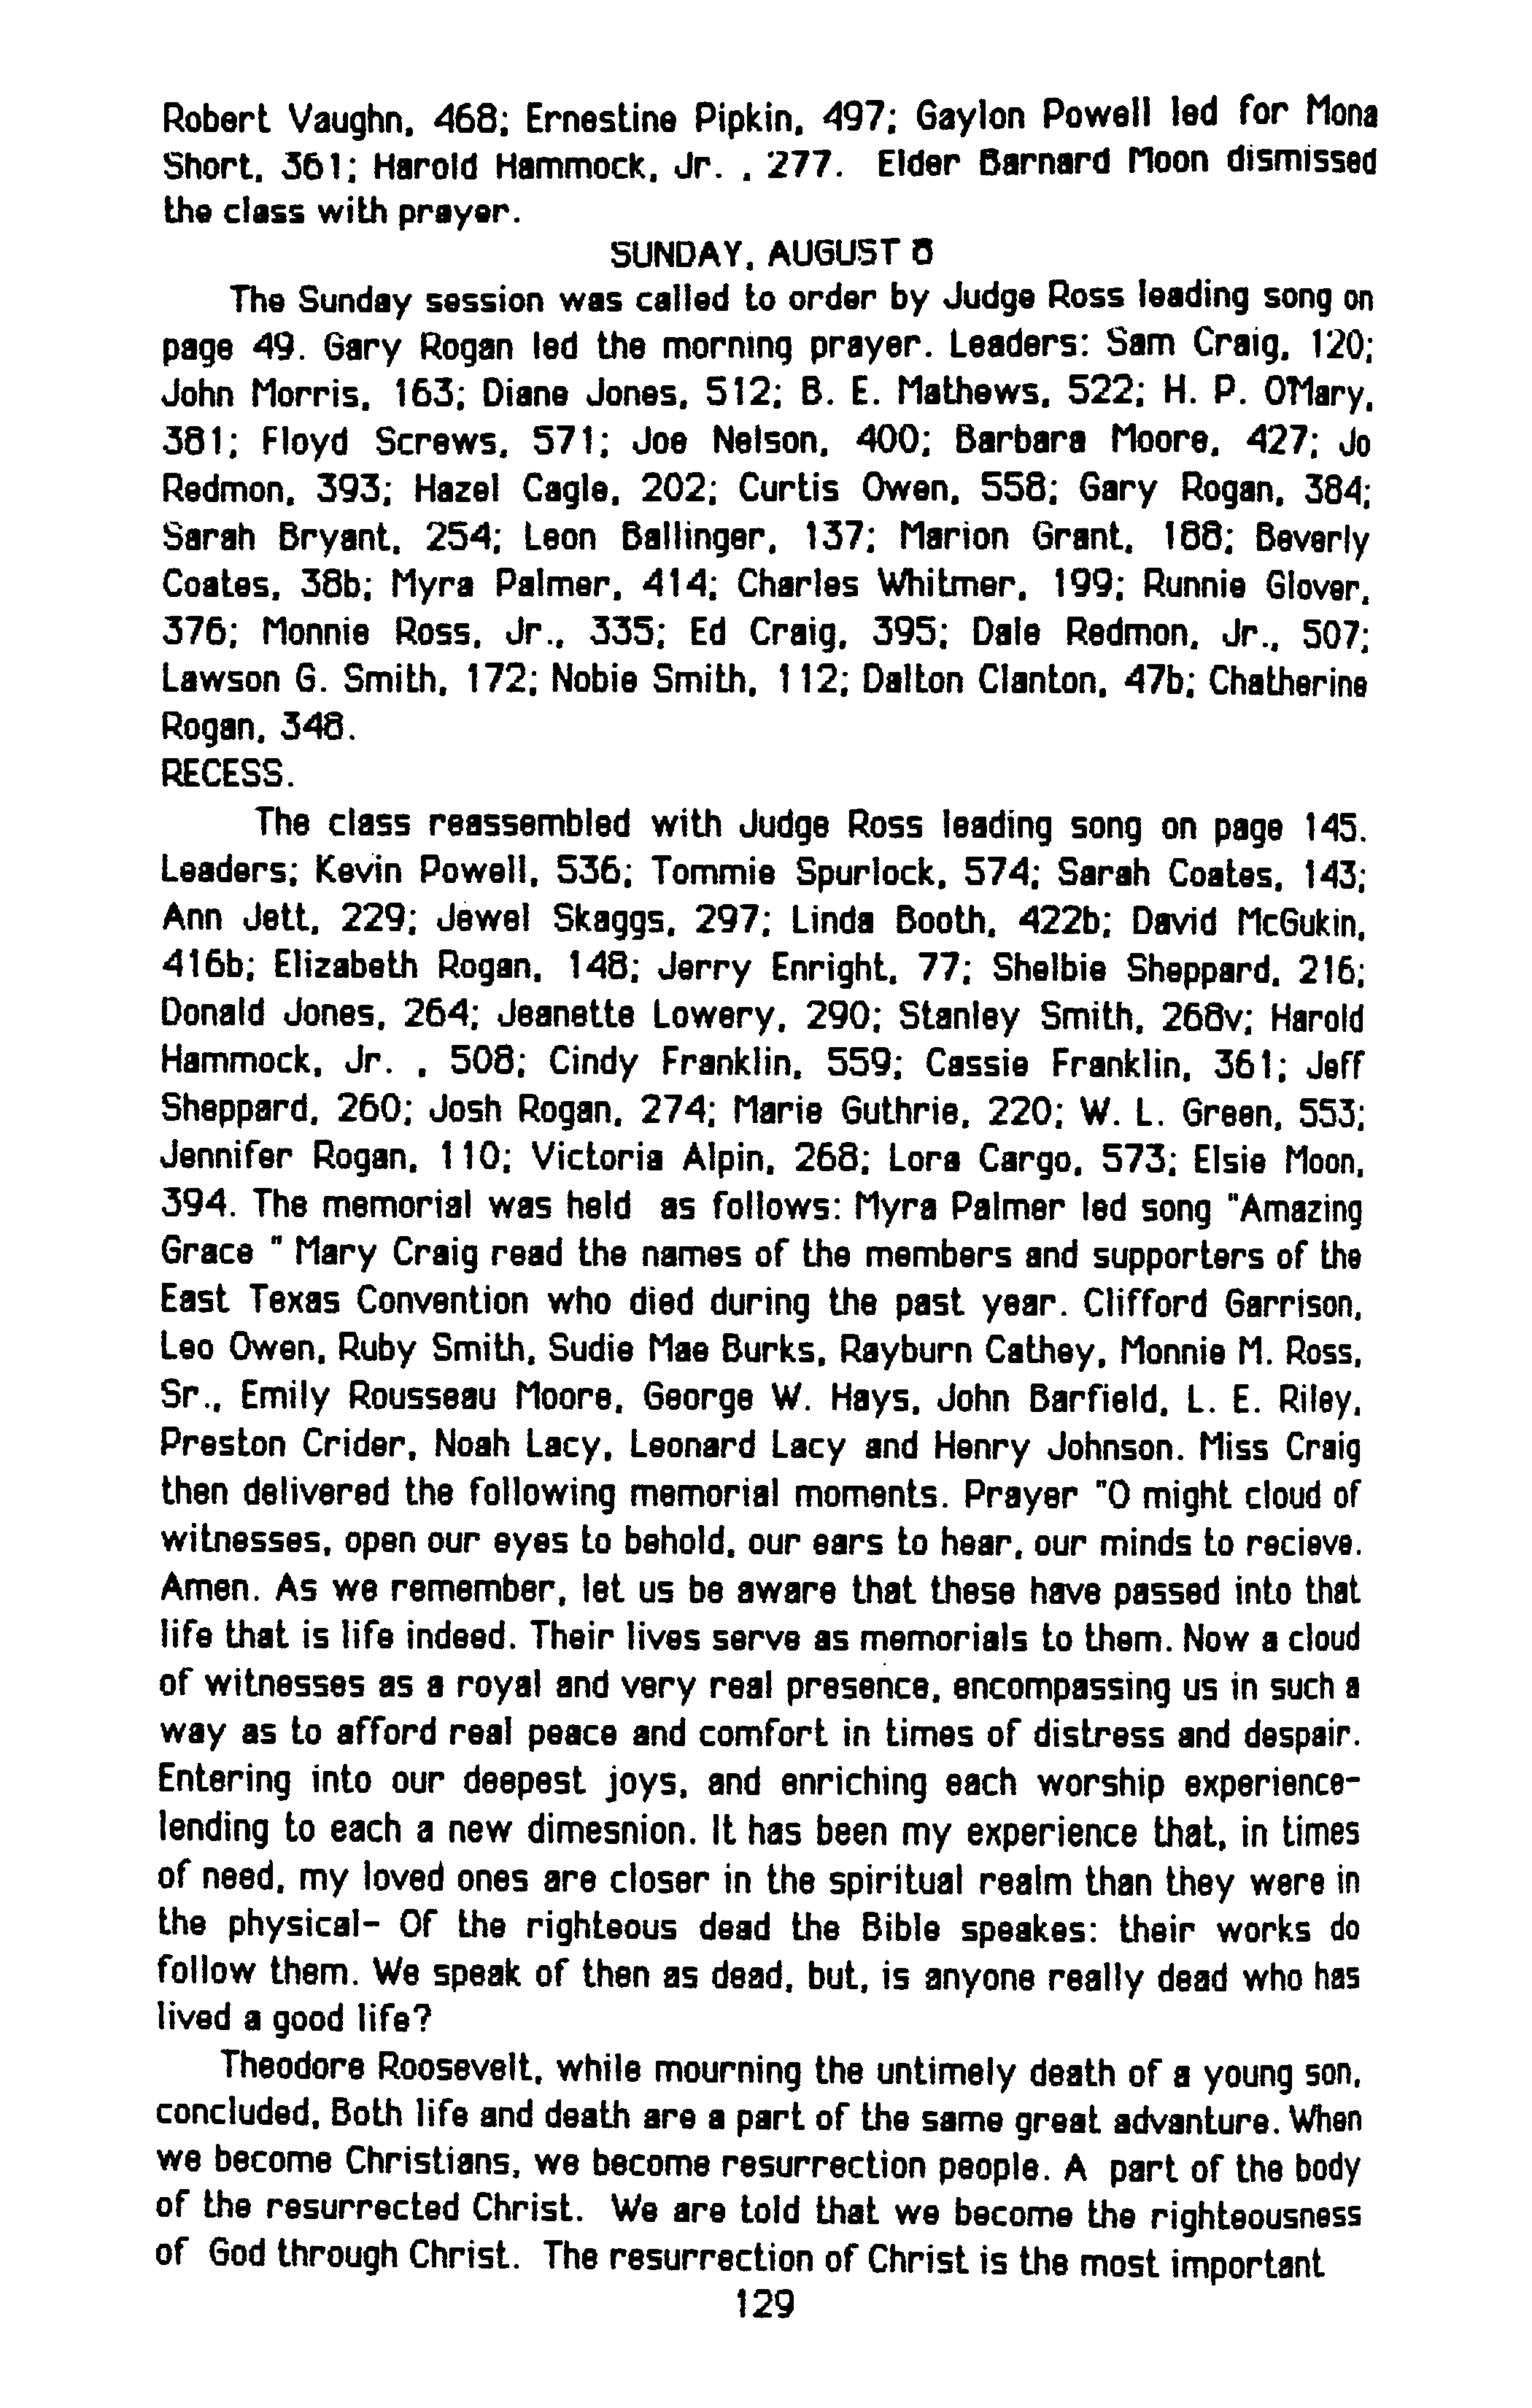 Robert Vaughn, 468; Ernestine Pipkin, 497; Gaylon Powell led for Mona
Short, 361; Harold Hammock, Jr. , 277. Elder Barnard Moon dismissed
the class with prayer.
SUNDAY, AUGUST 8
The Sunday session was called to order by Judge Ross leading song on
page 49. Gary Rogan led the morning prayer. Leaders: Sam Craig, 120;
John Morris, 163; Diane Jones, 512; B. E. Mathews, 522; H. P. O'Mary,
381; Floyd Screws, 571; Joe Nelson, 400; Barbara Moore, 427; Jo
Redmon, 393; Hazel Cagle, 202; Curtis Owen, 558; Gary Rogan, 384;
Sarah Bryant, 254; Leon Ballinger, 137; Marion Grant, 188; Beverly
Coates, 38b; Myra Palmer, 414; Charles Whitmer, 199; Runnie Glover,
376; Monnie Ross, Jr., 335; Ed Craig, 395; Dale Redmon, Jr., 507;
Lawson G. Smith, 172; Nobie Smith, 112; Dalton Clanton, 47b; Chatherine
Rogan, 348.
RECESS.
The class reassembled with Judge Ross leading song on page 145.
Leaders; Kevin Powell, 536; Tommie Spurlock, 574; Sarah Coates, 143;
Ann Jett, 229; Jewel Skaggs, 297; Linda Booth, 422b; David McGukin,
416b; Elizabeth Rogan, 148; Jerry Enright, 77; Shelbie Sheppard, 216;
Donald Jones, 264; Jeanette Lowery, 290; Stanley Smith, 268v; Harold
Hammock, Jr. , 508; Cindy Franklin, 559; Cassie Franklin, 361; Jeff
Sheppard, 260; Josh Rogan, 274; Marie Guthrie, 220; W. L. Green, 553;
Jennifer Rogan, 110; Victoria Alpin, 268; Lora Cargo, 573; Elsie Moon,
394. The memorial was held as follows: Myra Palmer led song "Amazing
Grace " Mary Craig read the names of the members and supporters of the
East Texas Convention who died during the past year. Clifford Garrison,
Leo Owen, Ruby Smith, Sudie Mae Burks, Rayburn Cathey, Monnie M. Ross,
Sr., Emily Rousseau Moore, George W. Hays, John Barfield, L. E. Riley,
Preston Crider, Noah Lacy, Leonard Lacy and Henry Johnson. Miss Craig
then delivered the following memorial moments. Prayer "O might cloud of
witnesses, open our eyes to behold, our ears to hear, our minds to recieve.
Amen. As we remember, let us be aware that these have passed into that
life that is life indeed. Their lives serve as memorials to them. Now a cloud
of witnesses as a royal and very real presence, encompassing us in such a
way as to afford real peace and comfort in times of distress and despair.
Entering into our deepest joys, and enriching each worship experience-
lending to each a new dimesnion. It has been my experience that, in times
of need, my loved ones are closer in the spiritual realm than they were in
the physical- Of the righteous dead the Bible speakes: their works do
follow them. We speak of then as dead, but, is anyone really dead who has
lived a good life?
Theodore Roosevelt, while mourning the untimely death of a young son,
concluded, Both life and death are a part of the same great advanture. When
we become Christians, we become resurrection people. A part of the body
of the resurrected Christ. We are told that we become the righteousness
of God through Christ. The resurrection of Christ is the most important
129